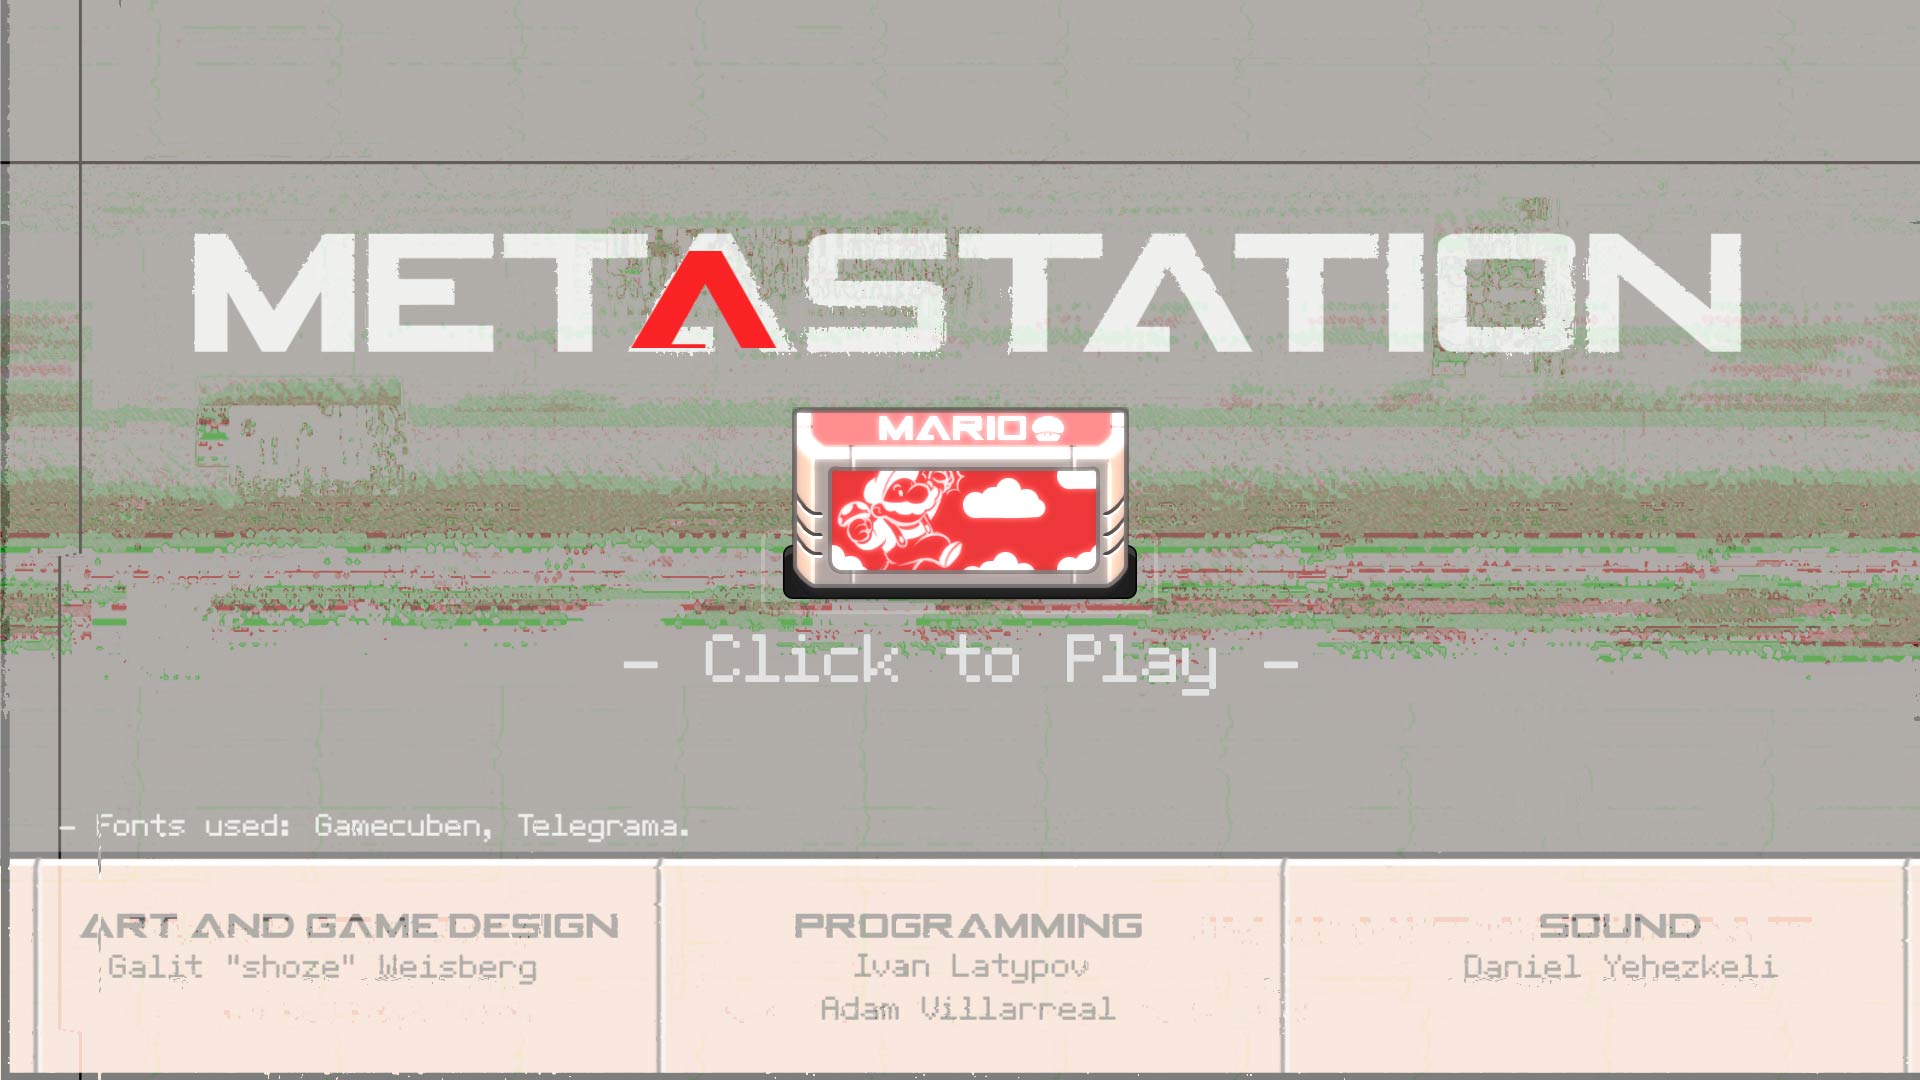 METASTATION
MARIO
- Click to Play -
- Fonts used: Gamecuben, Telegrama.
ART AND GAME DESIGN
Galit "shoze" Weisberg
PROGRAMMING
Ivan Latypov
Adam Villarreal
SOUND
Daniel Yehezkeli